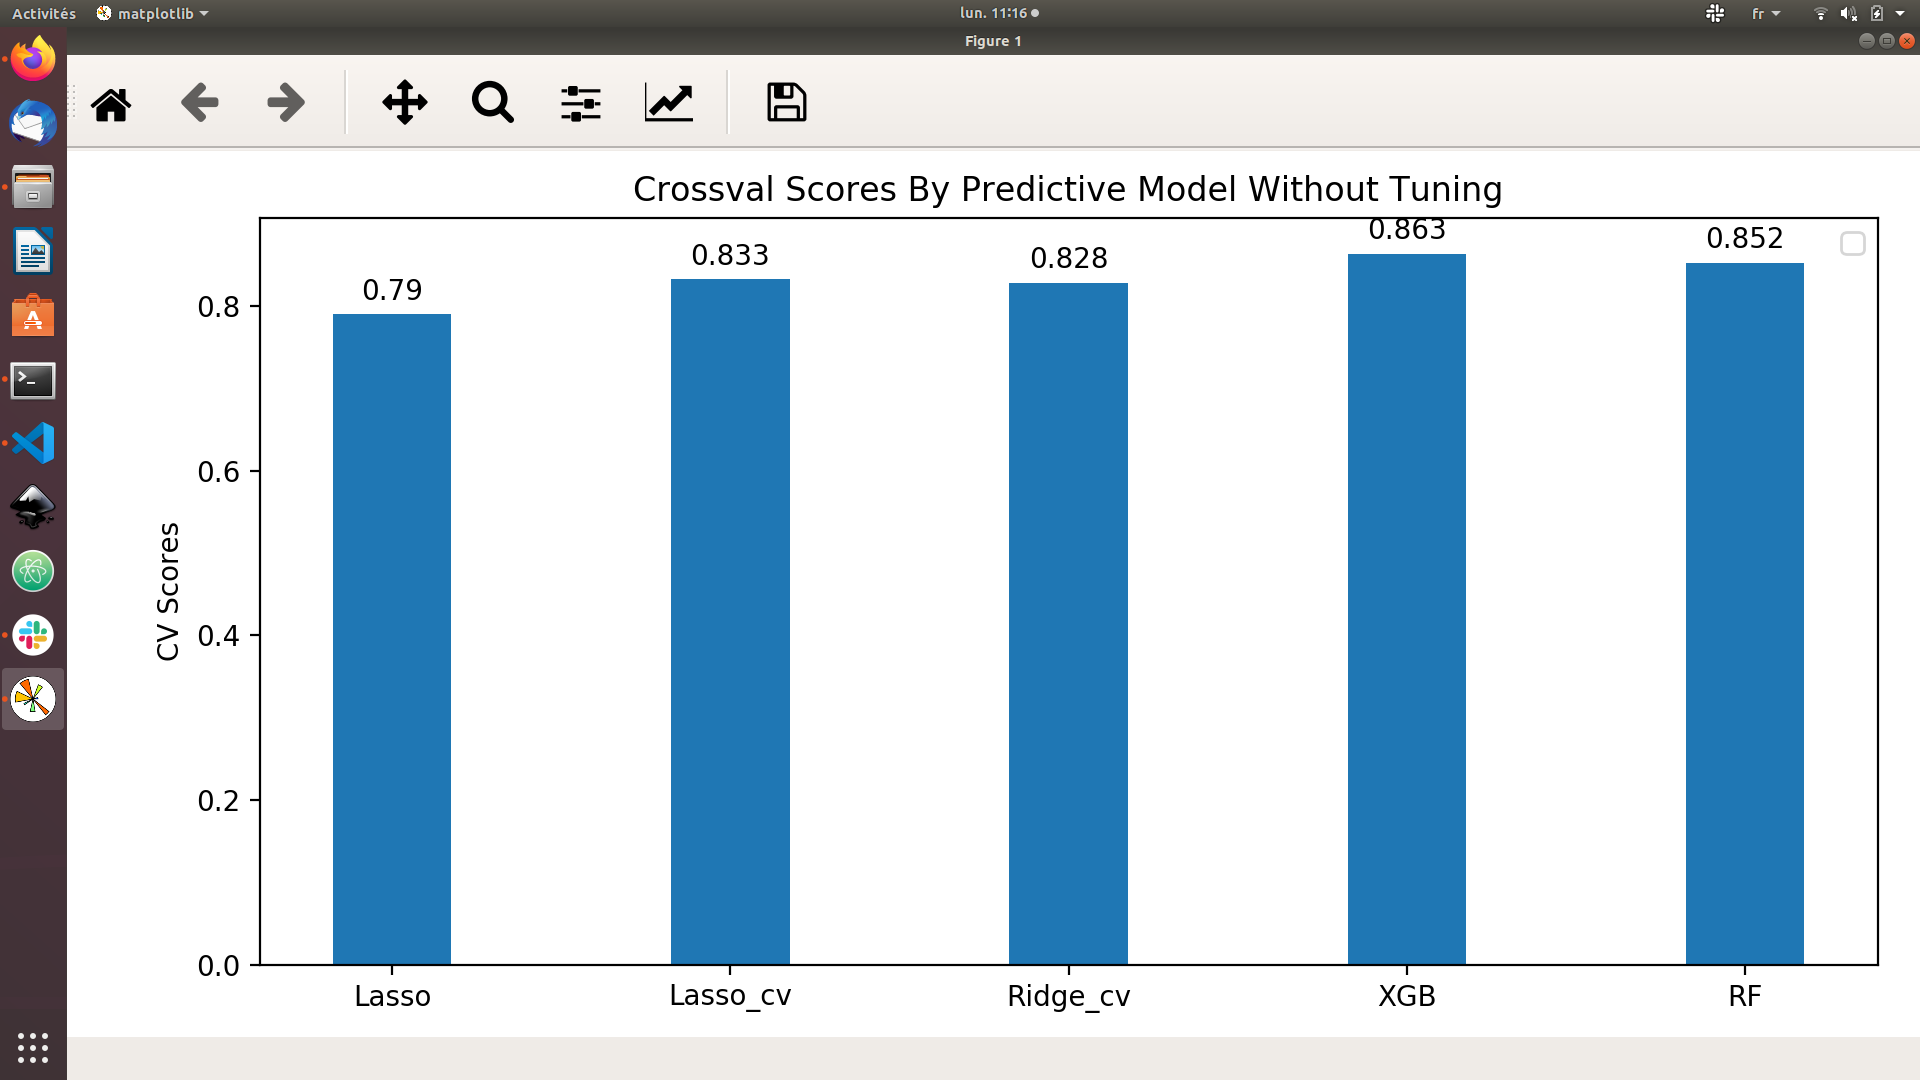 Activités matplotlib lun. 11:16 fr
Figure 1
Crossval Scores By Predictive Model Without Tuning
0.79 0.833 0.828 0.863 0.852
0.8
0.6
0.4
0.2
0.0
CV Scores
Lasso Lasso_cv Ridge_cv XGB RF